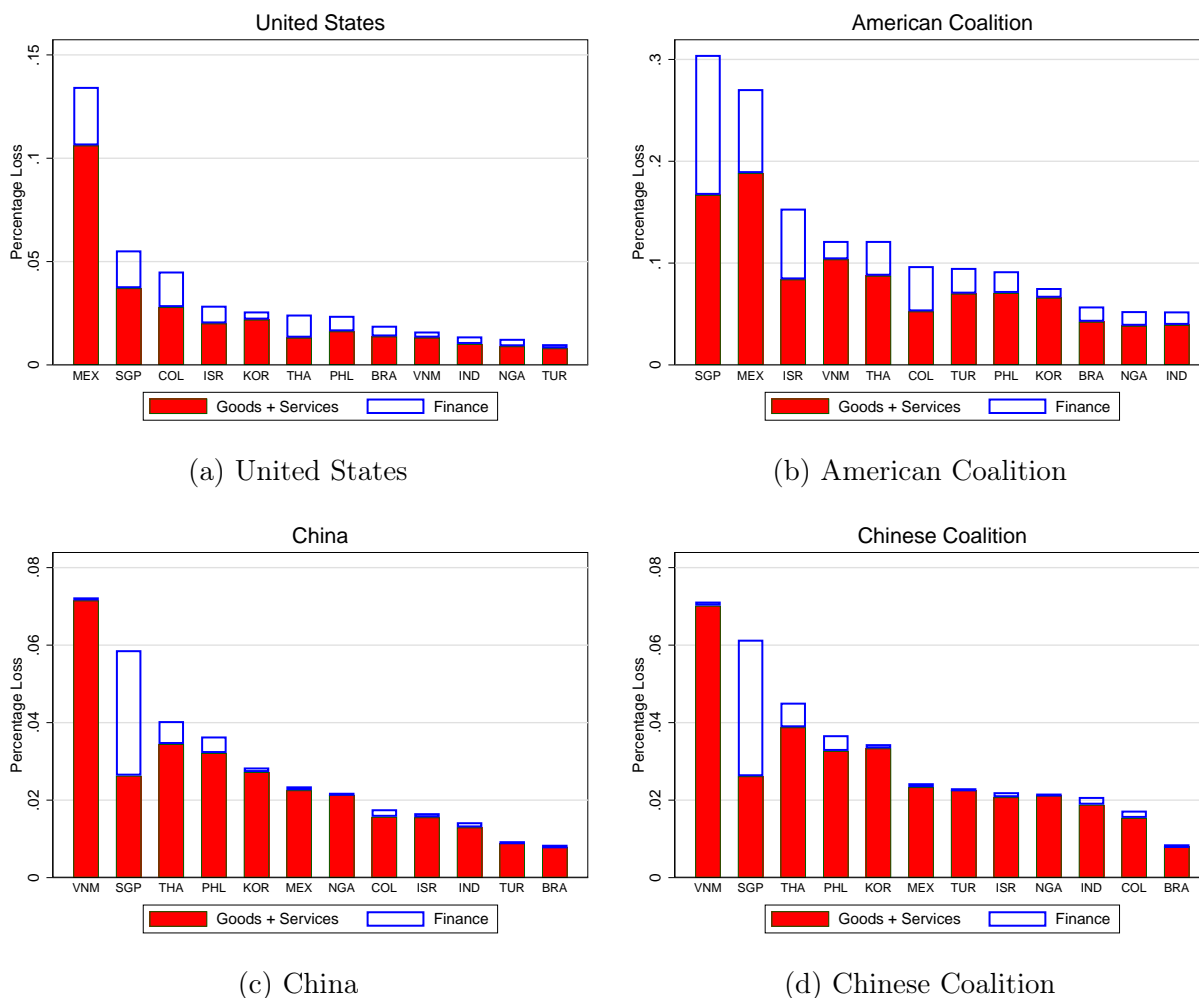 United States
Percentage Loss
.15
.1
.05
0
MEX SGP COL ISR KOR THA PHL BRA VNM IND NGA TUR
Goods + Services Finance
(a) United States
American Coalition
Percentage Loss
.3
.2
.1
0
SGP MEX ISR VNM THA COL TUR PHL KOR BRA NGA IND
Goods + Services Finance
(b) American Coalition
China
Percentage Loss
.08
.06
.04
.02
0
VNM SGP THA PHL KOR MEX NGA COL ISR IND TUR BRA
Goods + Services Finance
(c) China
Chinese Coalition
Percentage Loss
.08
.06
.04
.02
0
VNM SGP THA PHL KOR MEX TUR ISR NGA IND COL BRA
Goods + Services Finance
(d) Chinese Coalition